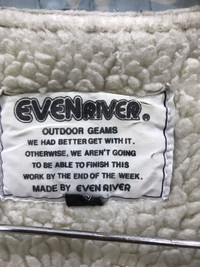 EVENRIVER®
OUTDOOR GEAMS
WE HAD BETTER GET WITH IT.
OTHERWISE, WE AREN'T GOING
TO BE ABLE TO FINISH THIS
WORK BY THE END OF THE WEEK.
MADE BY EVEN RIVER